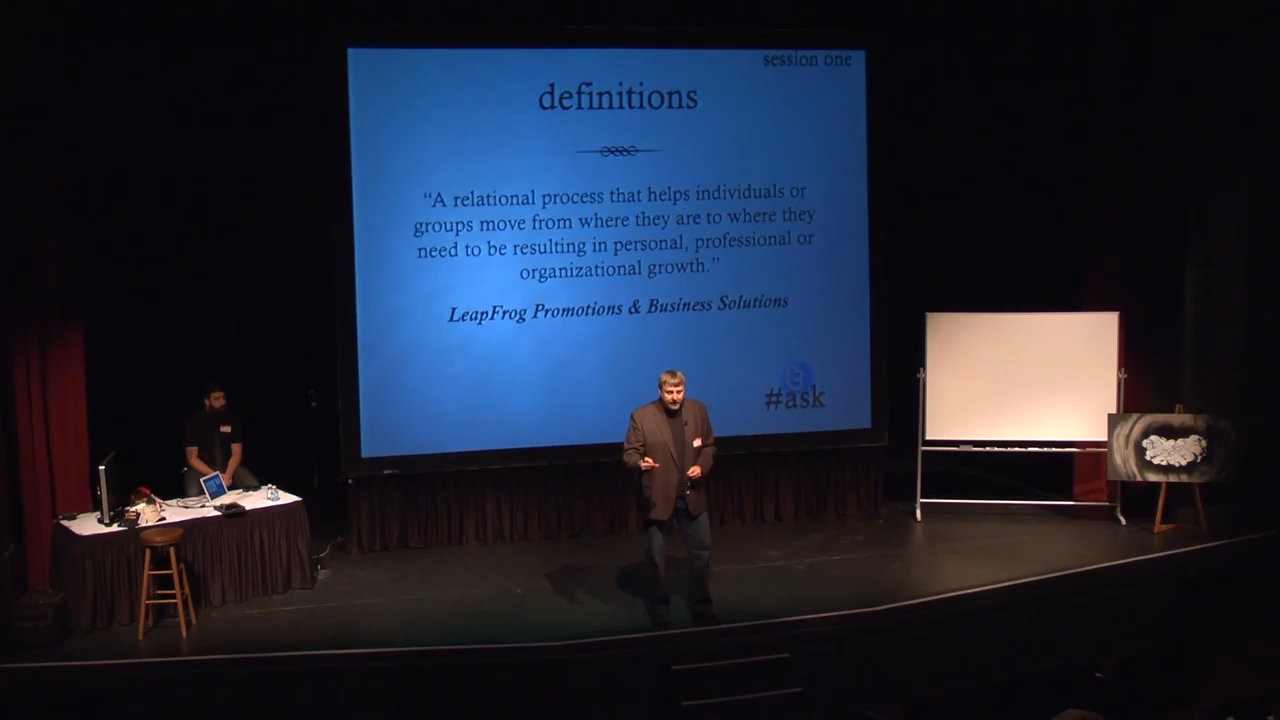 session one
definitions
“A relational process that helps individuals or
groups move from where they are to where they
need to be resulting in personal, professional or
organizational growth.”
LeapFrog Promotions & Business Solutions
#ask